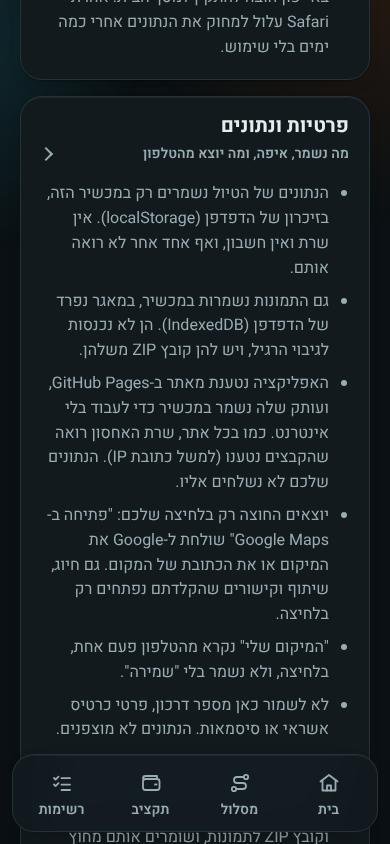 Safari עלול למחוק את הנתונים אחרי כמה
ימים בלי שימוש.
פרטיות ונתונים
מה נשמר, איפה, ומה יוצא מהטלפון
• הנתונים של הטיול נשמרים רק במכשיר הזה,
בזיכרון של הדפדפן (localStorage). אין
שרת ואין חשבון, ואף אחד אחר לא רואה
אותם.
• גם התמונות נשמרות במכשיר, במאגר נפרד
של הדפדפן (IndexedDB). הן לא נכנסות
לגיבוי הרגיל, ויש להן קובץ ZIP משלהן.
• האפליקציה נטענת מאתר ב-GitHub Pages,
ועותק שלה נשמר במכשיר כדי לעבוד בלי
אינטרנט. כמו בכל אתר, שרת האחסון רואה
שהקבצים נטענו (למשל כתובת IP). הנתונים
שלכם לא נשלחים אליו.
• יוצאים החוצה רק בלחיצה שלכם: "פתיחה ב-
Google Maps" שולחת ל-Google את
המיקום או את הכתובת של המקום. גם חיוג,
שיתוף וקישורים שהקלדתם נפתחים רק
בלחיצה.
• "המיקום שלי" נקרא מהטלפון פעם אחת,
בלחיצה, ולא נשמר בלי "שמירה".
• לא לשמור כאן מספר דרכון, פרטי כרטיס
אשראי או סיסמאות. הנתונים לא מוצפנים.
בית
מסלול
תקציב
רשימות
וקובץ ZIP לתמונות, ושומרים אותם מחוץ